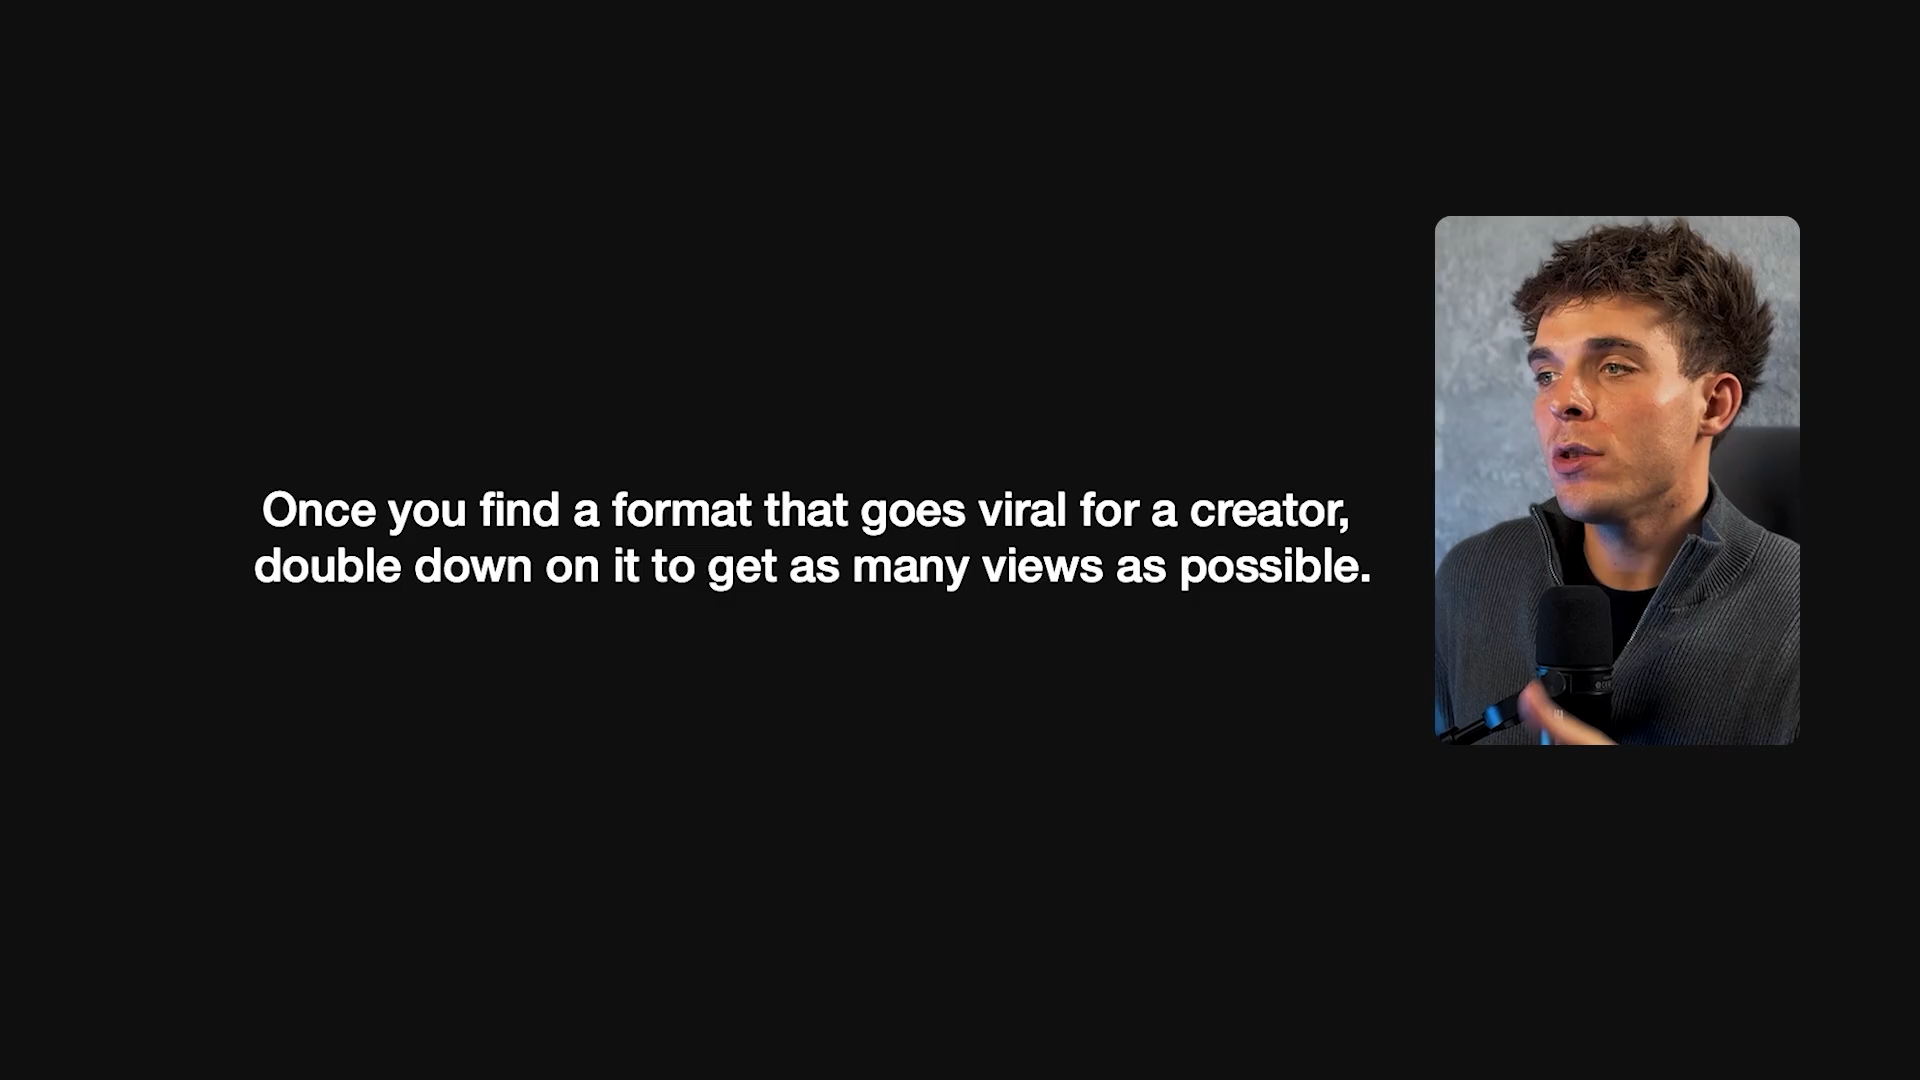 Once you find a format that goes viral for a creator,
double down on it to get as many views as possible.